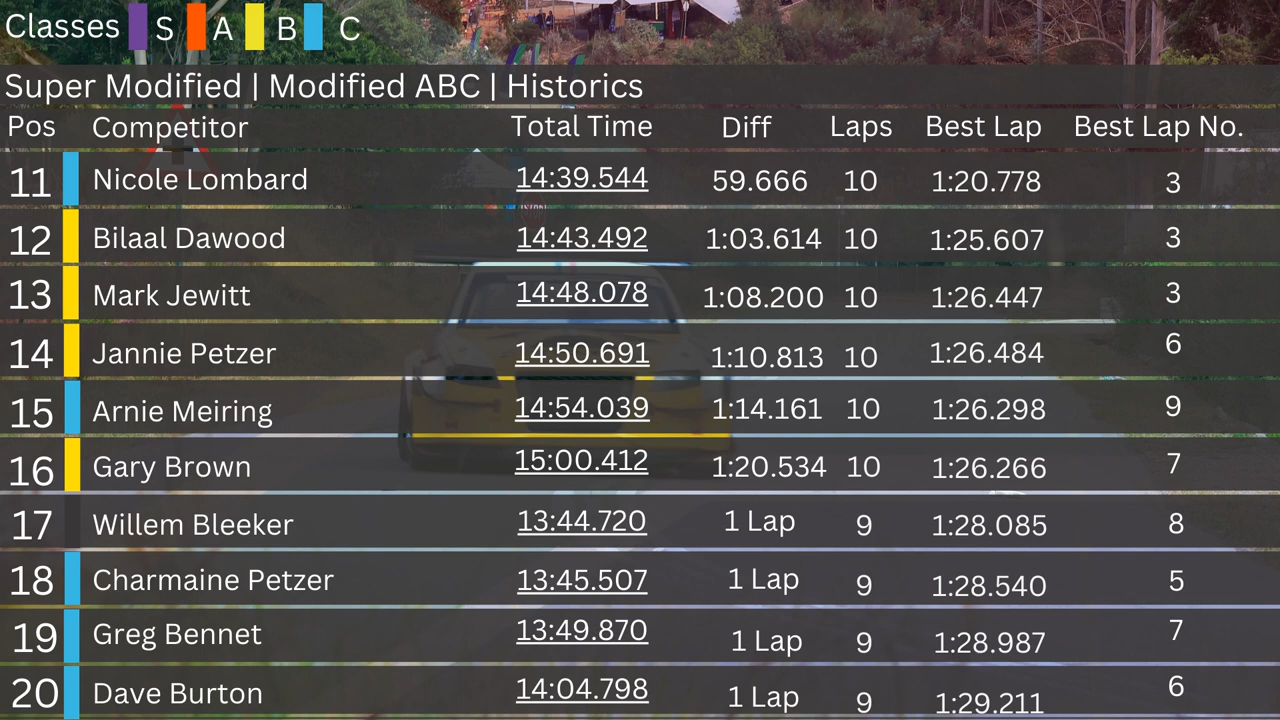 Classes S A B C
Super Modified | Modified ABC | Historics
Pos Competitor Total Time Diff Laps Best Lap Best Lap No.
11 Nicole Lombard 14:39.544 59.666 10 1:20.778 3
12 Bilaal Dawood 14:43.492 1:03.614 10 1:25.607 3
13 Mark Jewitt 14:48.078 1:08.200 10 1:26.447 3
14 Jannie Petzer 14:50.691 1:10.813 10 1:26.484 6
15 Arnie Meiring 14:54.039 1:14.161 10 1:26.298 9
16 Gary Brown 15:00.412 1:20.534 10 1:26.266 7
17 Willem Bleeker 13:44.720 1 Lap 9 1:28.085 8
18 Charmaine Petzer 13:45.507 1 Lap 9 1:28.540 5
19 Greg Bennet 13:49.870 1 Lap 9 1:28.987 7
20 Dave Burton 14:04.798 1 Lap 9 1:29.211 6